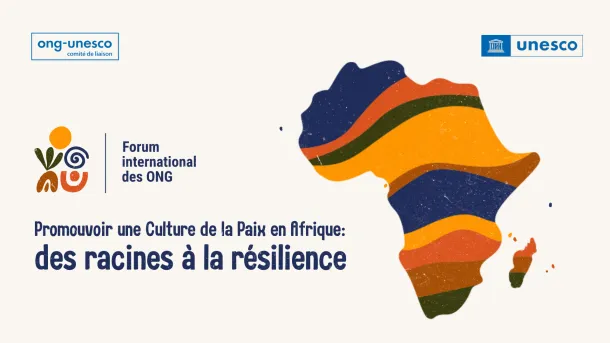 ong-unesco
comité de liaison
unesco
Forum
international
des ONG
Promouvoir une Culture de la Paix en Afrique:
des racines à la résilience